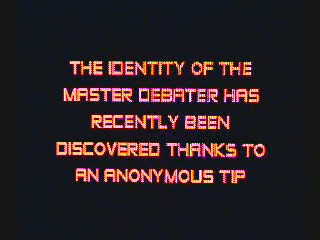 THE IDENTITY OF THE
MASTER DEBATER HAS
RECENTLY BEEN
DISCOVERED THANKS TO
AN ANONYMOUS TIP